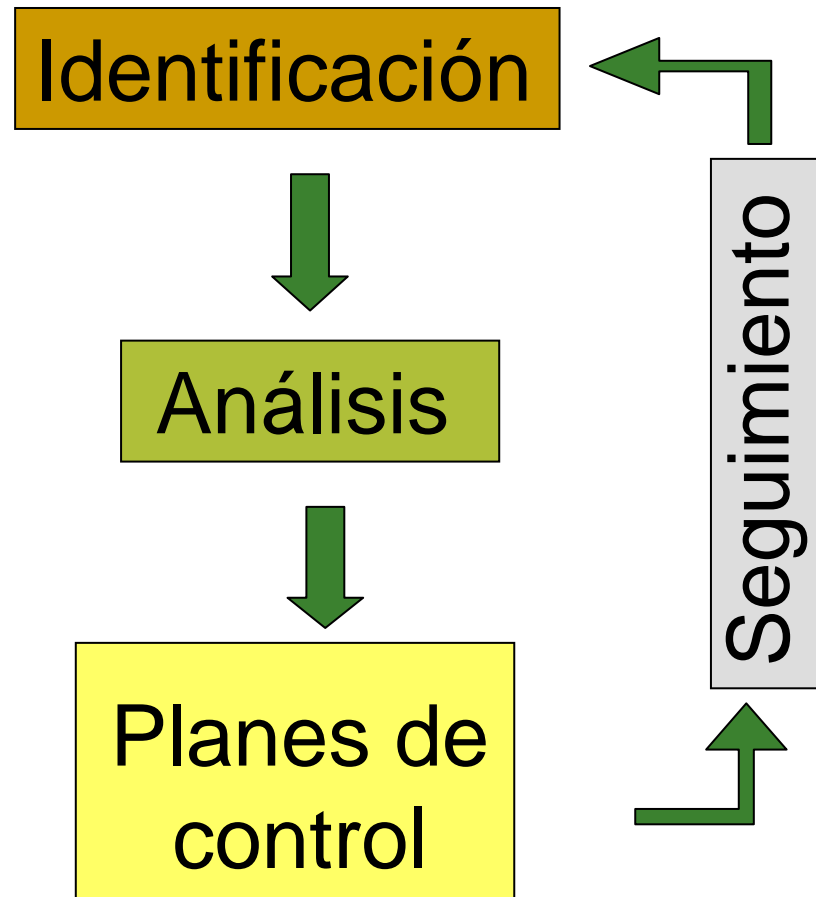 Identificación
Análisis
Planes de
control
Seguimiento